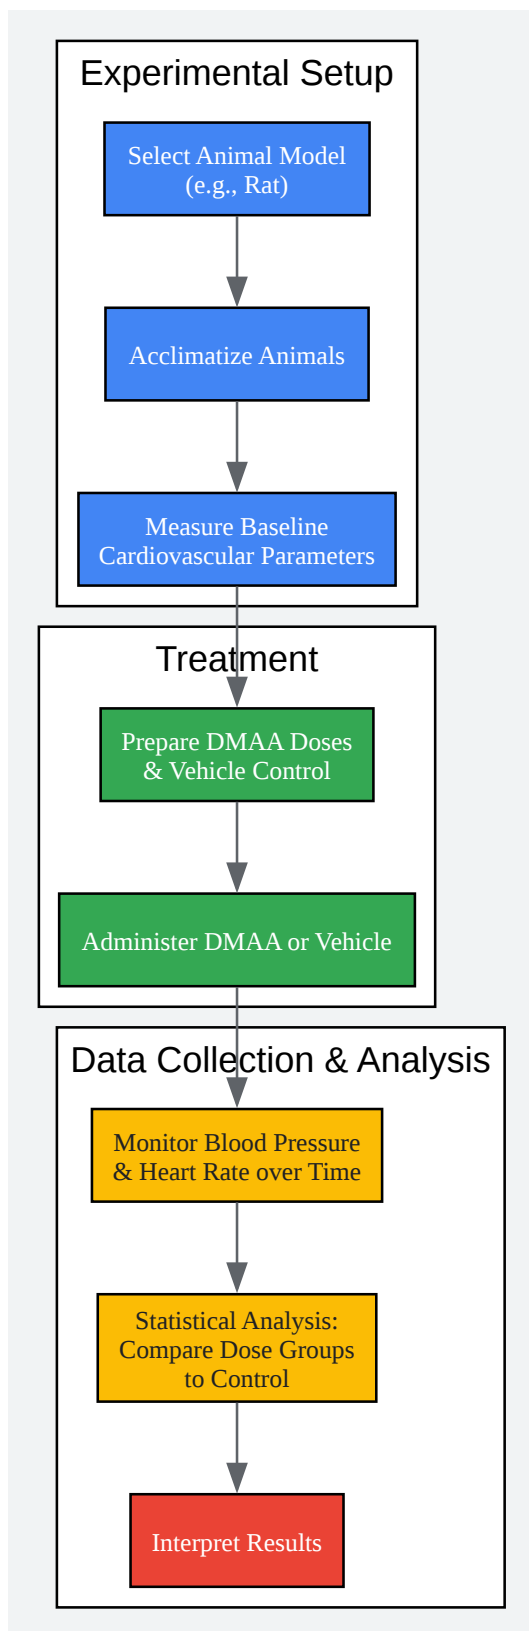 Experimental Setup
Select Animal Model
(e.g., Rat)
Acclimatize Animals
Measure Baseline
Cardiovascular Parameters
Treatment
Prepare DMAA Doses
& Vehicle Control
Administer DMAA or Vehicle
Data Collection & Analysis
Monitor Blood Pressure
& Heart Rate over Time
Statistical Analysis:
Compare Dose Groups
to Control
Interpret Results